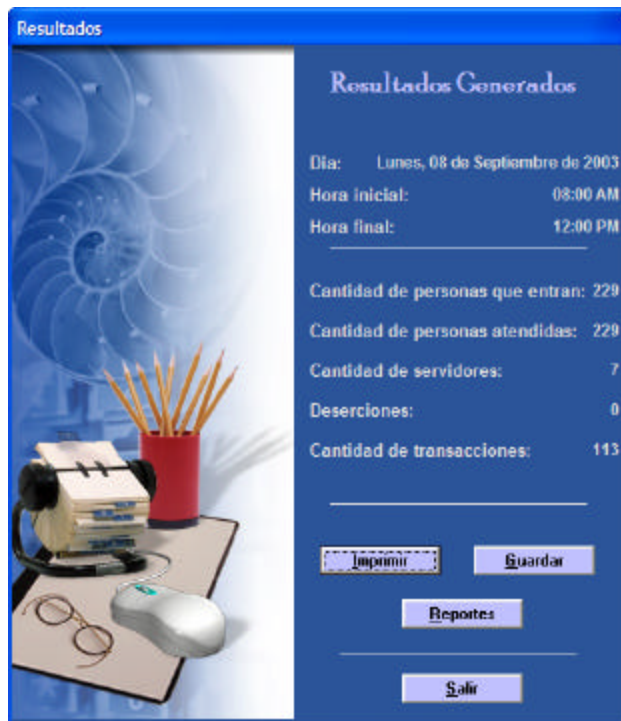 Resultados
Resultados Generados
Dia: Lunes, 08 de Septiembre de 2003
Hora inicial: 08:00 AM
Hora final: 12:00 PM
Cantidad de personas que entran: 229
Cantidad de personas atendidas: 229
Cantidad de servidores: 7
Deserciones: 0
Cantidad de transacciones: 113
Imprimir Guardar
Reportes
Salir